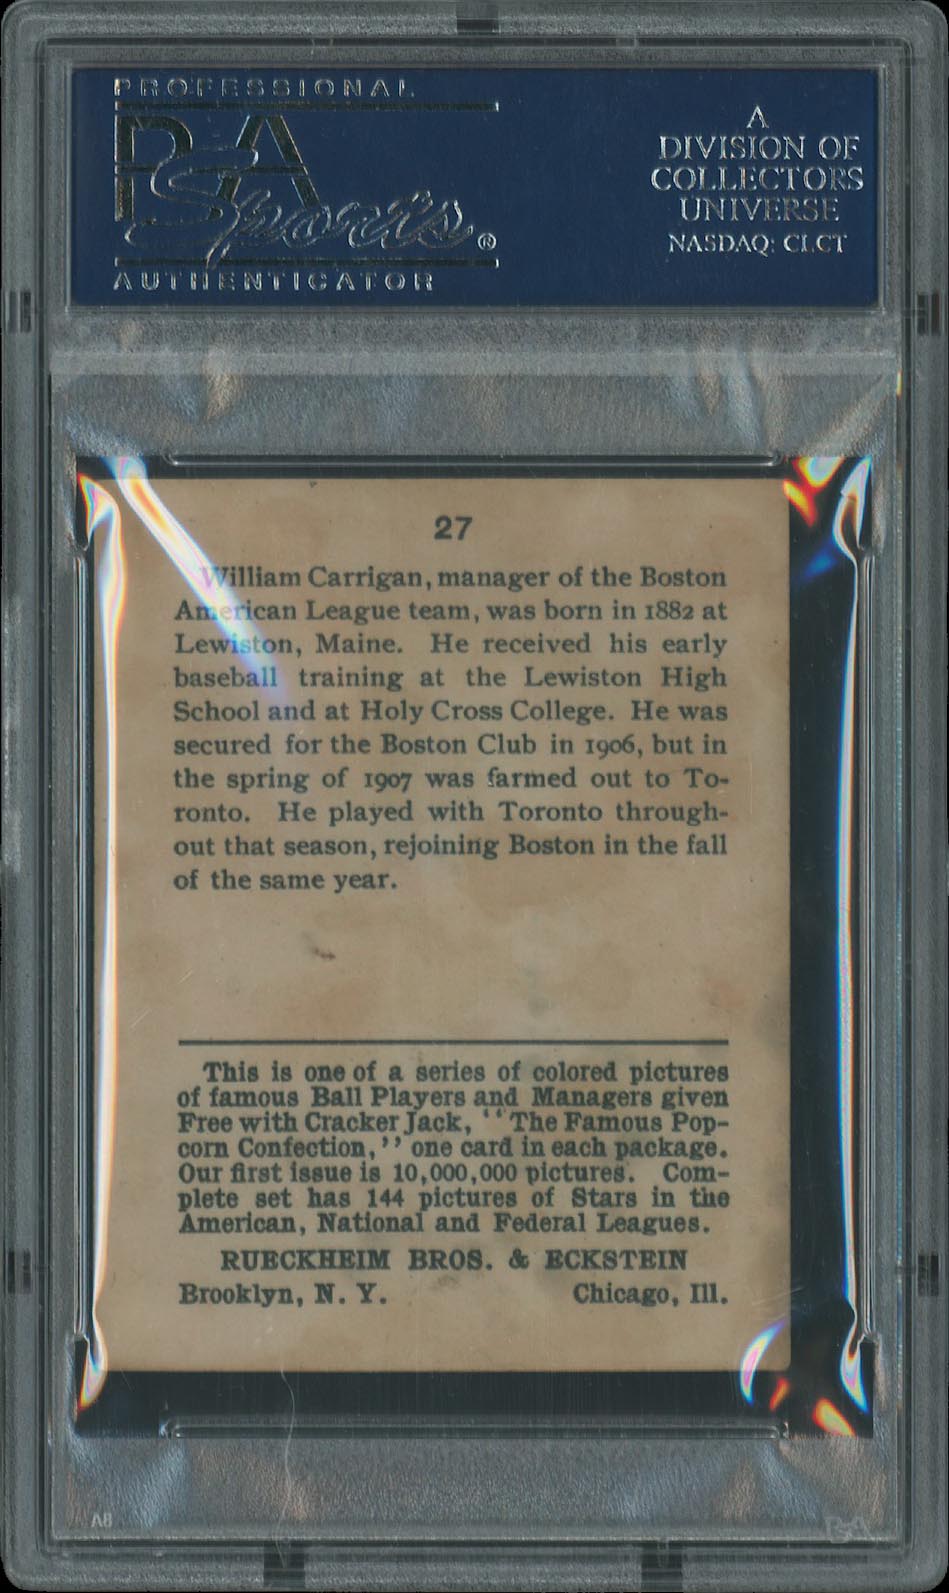 PROFESSIONAL
PSA
Sports®
AUTHENTICATOR
A
DIVISION OF
COLLECTORS
UNIVERSE
NASDAQ: CLCT
27
William Carrigan, manager of the Boston
American League team, was born in 1882 at
Lewiston, Maine. He received his early
baseball training at the Lewiston High
School and at Holy Cross College. He was
secured for the Boston Club in 1906, but in
the spring of 1907 was farmed out to To-
ronto. He played with Toronto through-
out that season, rejoining Boston in the fall
of the same year.
This is one of a series of colored pictures
of famous Ball Players and Managers given
Free with Cracker Jack, "The Famous Pop-
corn Confection," one card in each package.
Our first issue is 10,000,000 pictures. Com-
plete set has 144 pictures of Stars in the
American, National and Federal Leagues.
RUECKHEIM BROS. & ECKSTEIN
Brooklyn, N. Y. Chicago, Ill.
A8 PSA